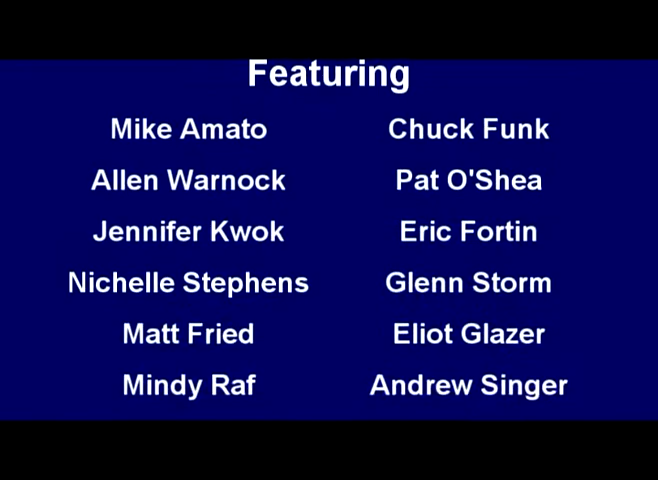 Featuring
Mike Amato
Chuck Funk
Allen Warnock
Pat O'Shea
Jennifer Kwok
Eric Fortin
Nichelle Stephens
Glenn Storm
Matt Fried
Eliot Glazer
Mindy Raf
Andrew Singer